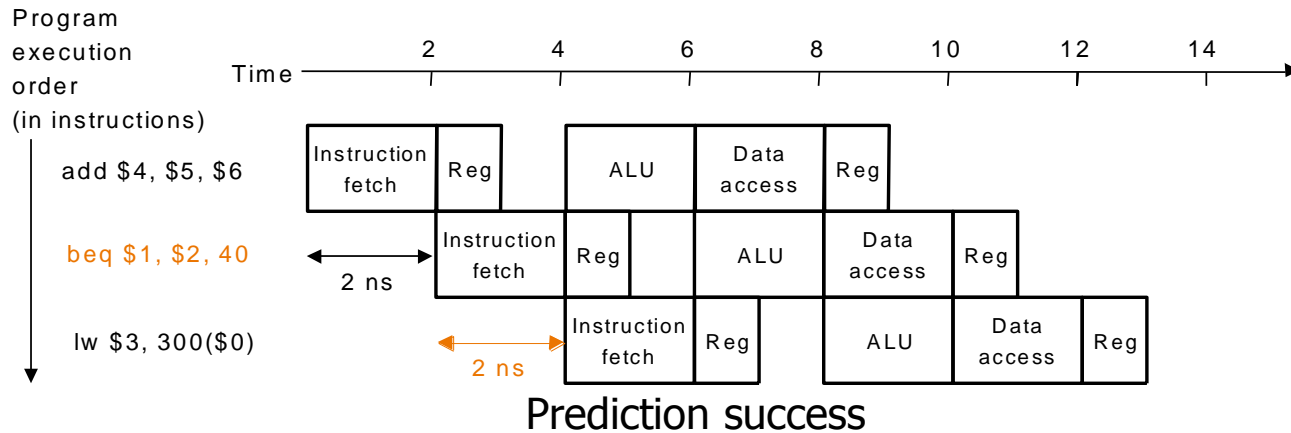 Program
execution
order
(in instructions)
Time
2 4 6 8 10 12 14
add $4, $5, $6
Instruction
fetch
Reg
ALU
Data
access
Reg
beq $1, $2, 40
2 ns
Instruction
fetch
Reg
ALU
Data
access
Reg
lw $3, 300($0)
2 ns
Instruction
fetch
Reg
ALU
Data
access
Reg
Prediction success